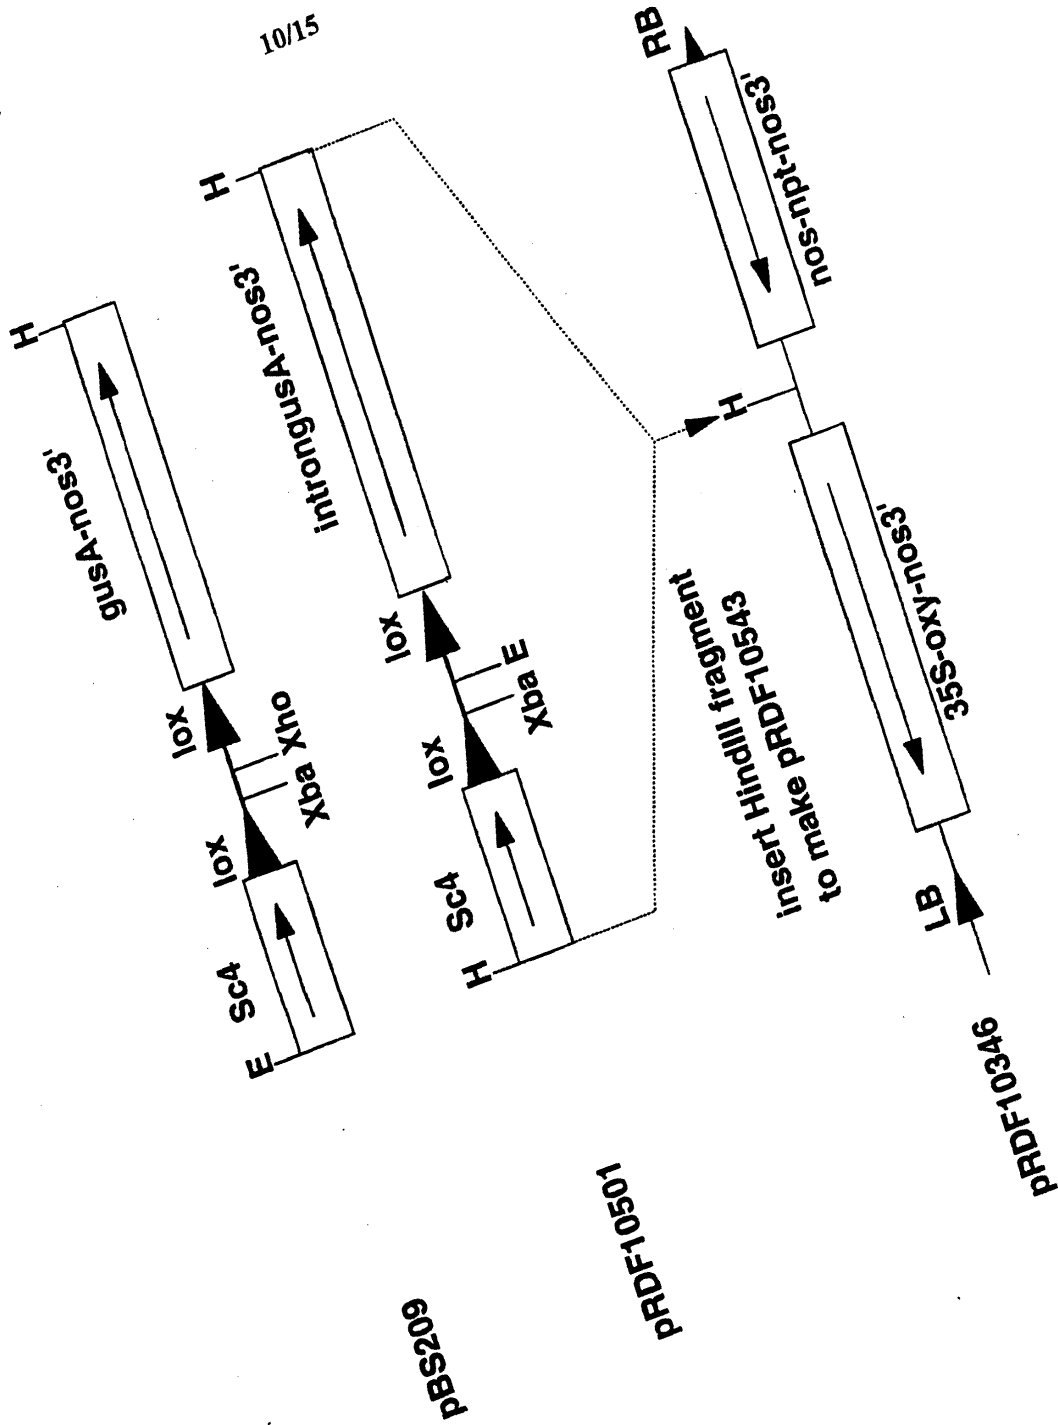 10/15
pBS209
E
Sc4
lox
Xba
Xho
lox
gusA-nos3'
H
pRDF10501
H
Sc4
lox
Xba
E
lox
introngusA-nos3'
H
insert HindIII fragment
to make pRDF10543
pRDF10346
LB
35S-oxy-nos3'
H
nos-npt-nos3'
RB